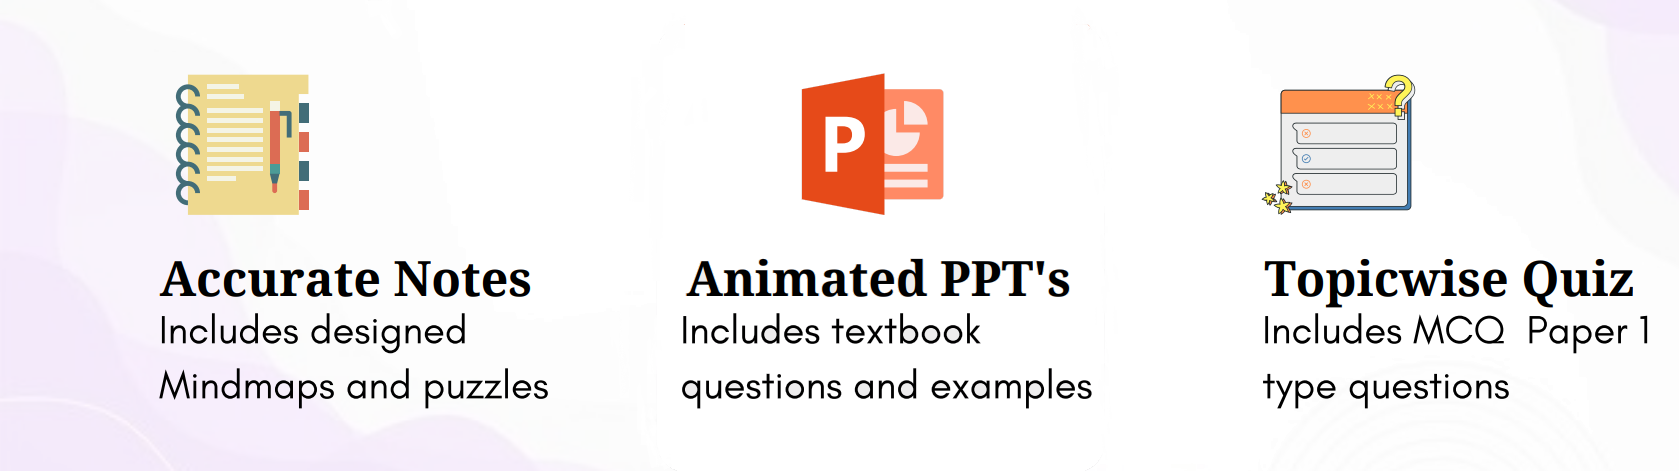 P
Accurate Notes
Includes designed
Mindmaps and puzzles
Animated PPT's
Includes textbook
questions and examples
Topicwise Quiz
Includes MCQ Paper 1
type questions